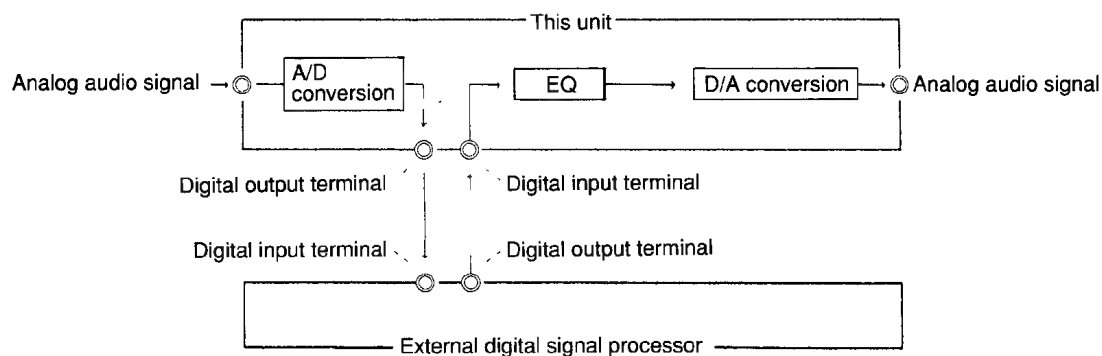 This unit
Analog audio signal
A/D
conversion
EQ
D/A conversion
Analog audio signal
Digital output terminal
Digital input terminal
Digital input terminal
Digital output terminal
External digital signal processor